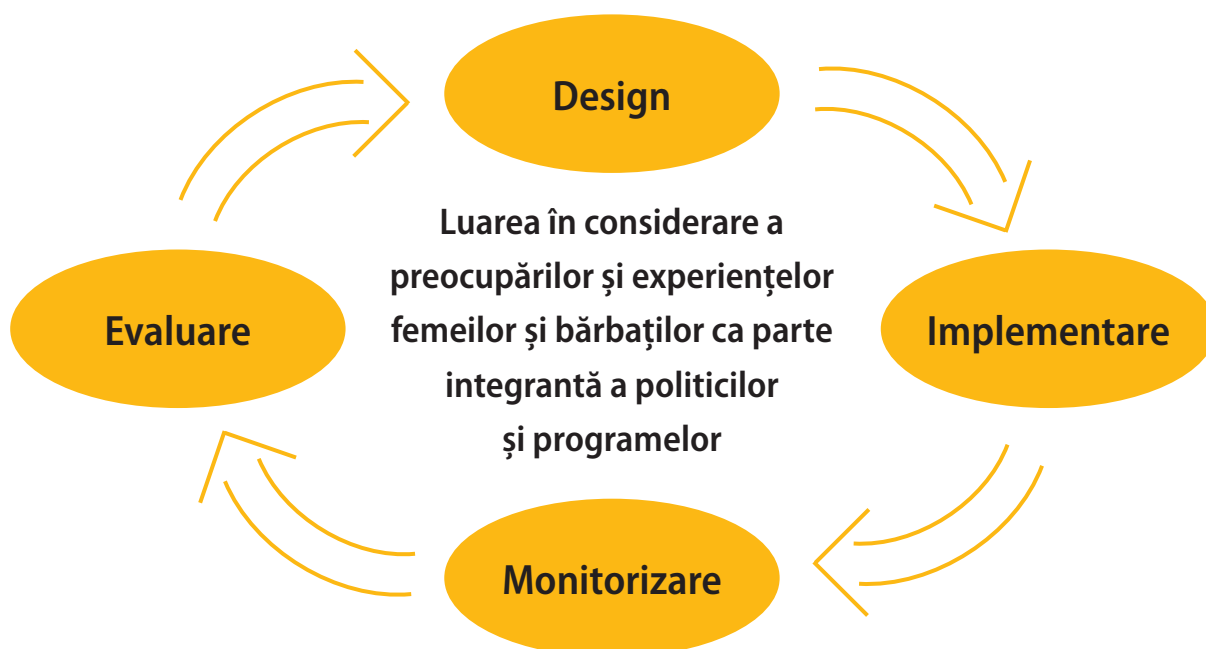 Design
Luarea în considerare a
preocupărilor și experiențelor
femeilor și bărbaților ca parte
integrantă a politicilor
și programelor
Evaluare
Implementare
Monitorizare